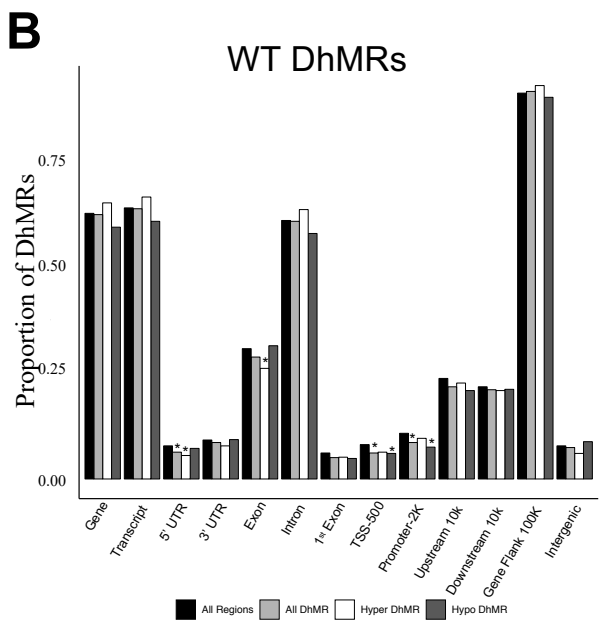 B
WT DhMRs
Proportion of DhMRs
0.75
0.50
0.25
0.00
* *
*
* *
* *
Gene
Transcript
5' UTR
3' UTR
Exon
Intron
1st Exon
TSS-500
Promoter-2K
Upstream 10k
Downstream 10k
Gene Flank 100K
Intergenic
All Regions All DhMR Hyper DhMR Hypo DhMR